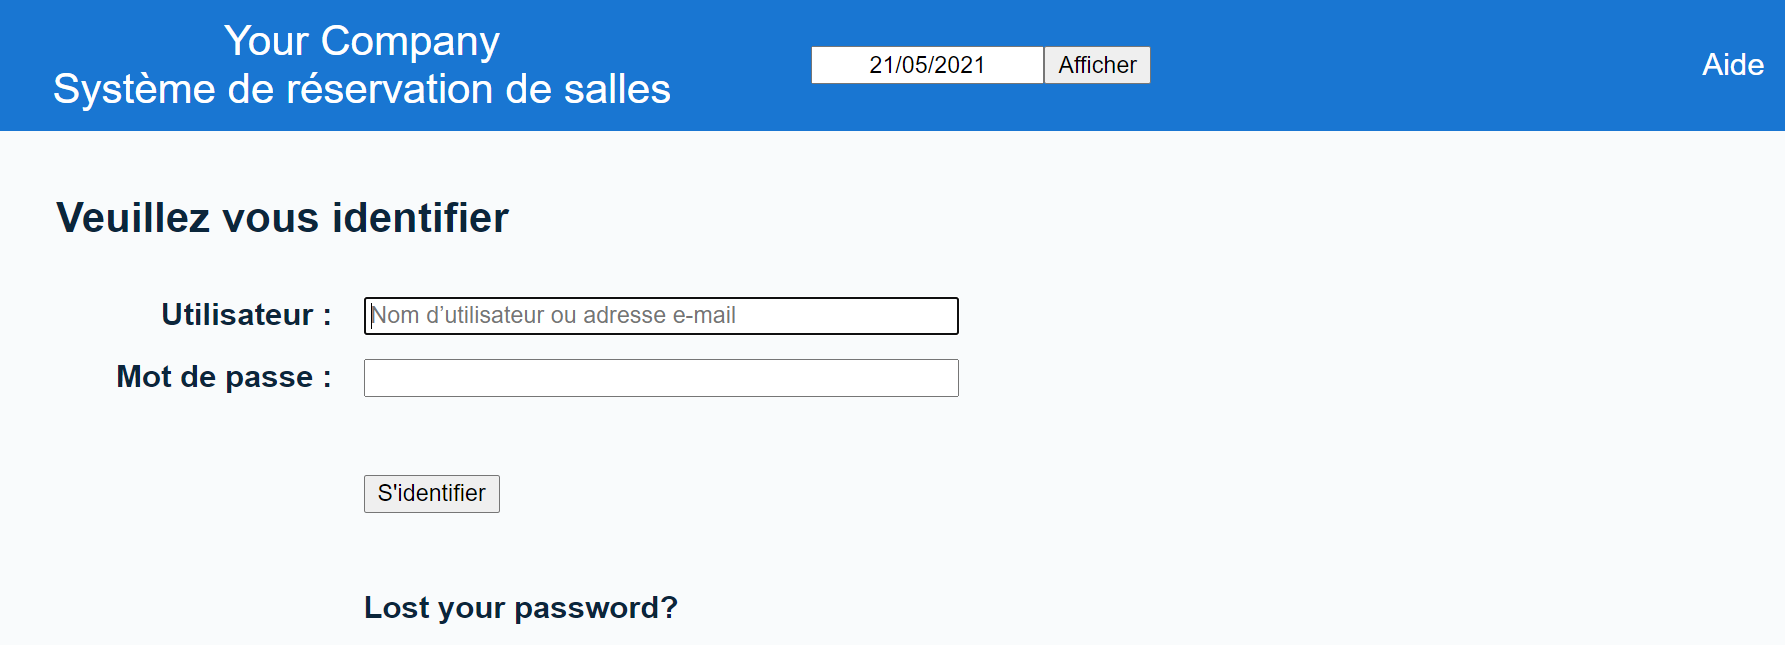 Your Company
Système de réservation de salles
21/05/2021 Afficher
Aide
Veuillez vous identifier
Utilisateur : Nom d’utilisateur ou adresse e-mail
Mot de passe :
S'identifier
Lost your password?